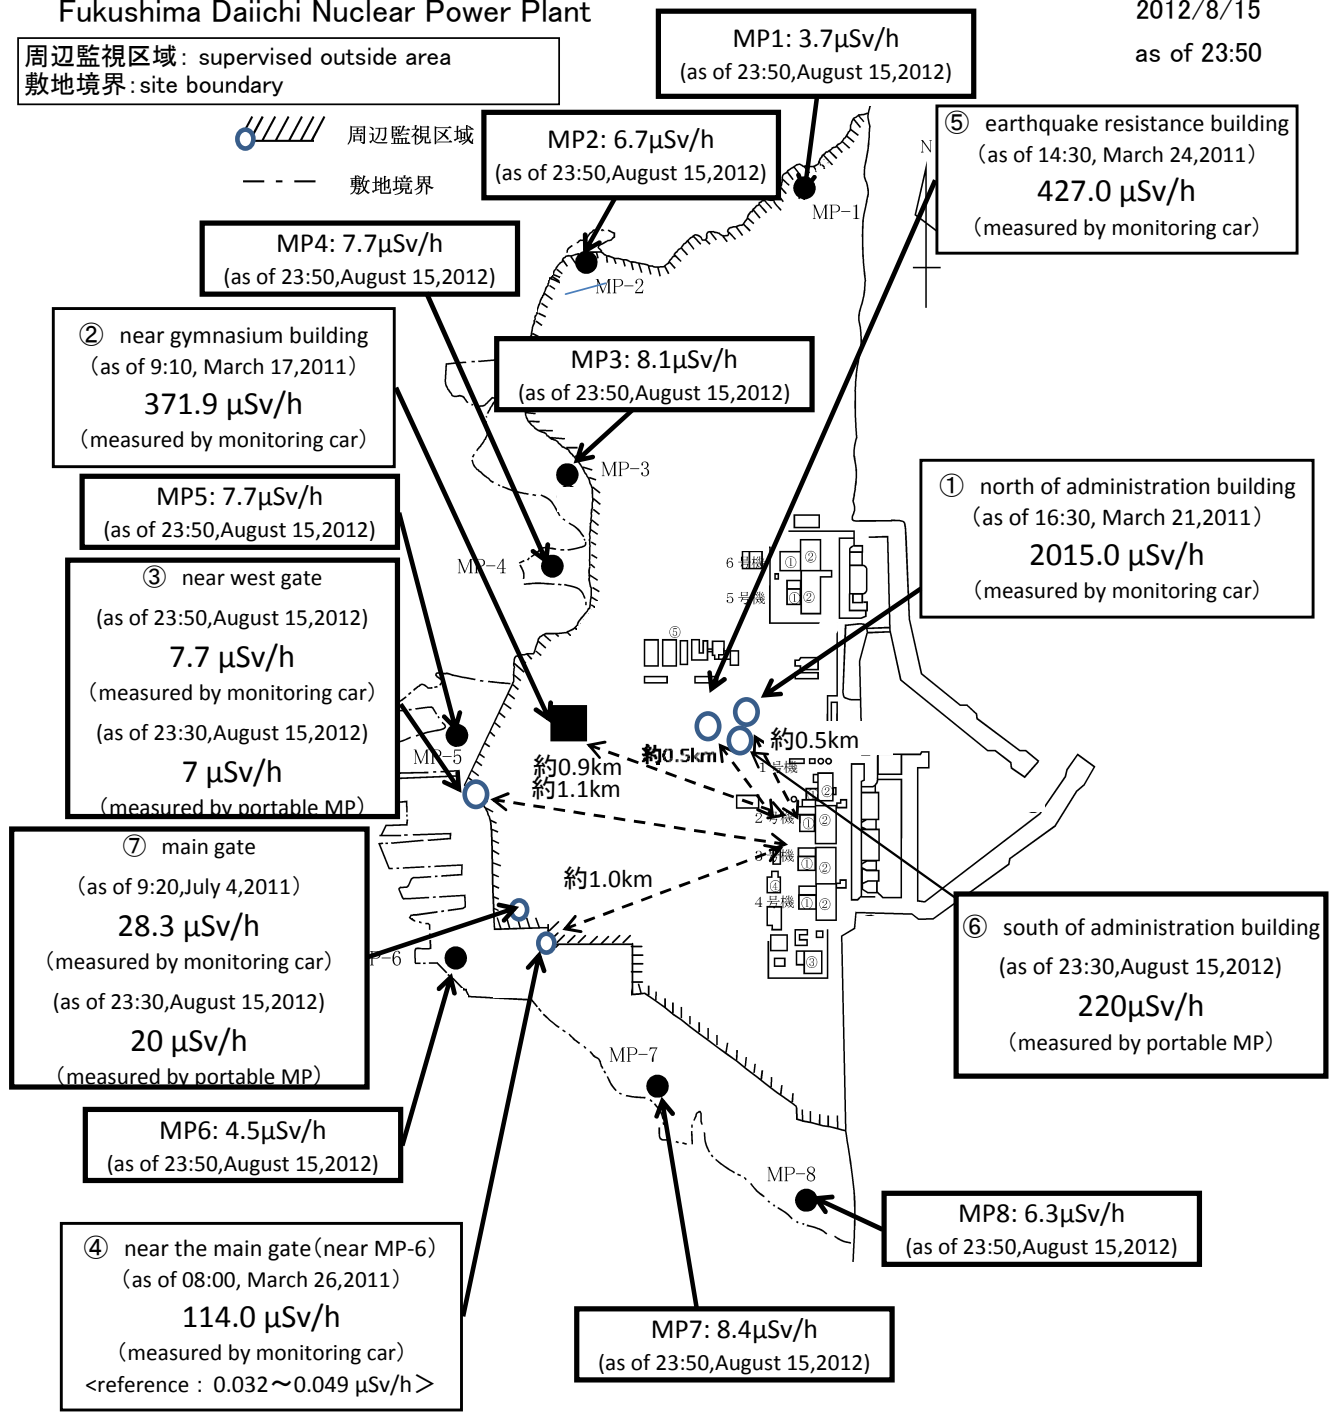 Fukushima Daiichi Nuclear Power Plant
2012/8/15
as of 23:50
周辺監視区域: supervised outside area
敷地境界:site boundary
周辺監視区域
敷地境界
MP1: 3.7μSv/h
(as of 23:50,August 15,2012)
MP2: 6.7μSv/h
(as of 23:50,August 15,2012)
⑤ earthquake resistance building
(as of 14:30, March 24,2011)
427.0 μSv/h
(measured by monitoring car)
N
MP-1
MP4: 7.7μSv/h
(as of 23:50,August 15,2012)
MP-2
② near gymnasium building
(as of 9:10, March 17,2011)
371.9 μSv/h
(measured by monitoring car)
MP3: 8.1μSv/h
(as of 23:50,August 15,2012)
MP-3
MP5: 7.7μSv/h
(as of 23:50,August 15,2012)
① north of administration building
(as of 16:30, March 21,2011)
2015.0 μSv/h
(measured by monitoring car)
MP-4
6号機
① ②
5号機
① ②
⑤
③ near west gate
(as of 23:50,August 15,2012)
7.7 μSv/h
(measured by monitoring car)
(as of 23:30,August 15,2012)
7 μSv/h
(measured by portable MP)
MP-5
約0.9km
約1.1km
約0.5km
約0.5km
1号機
②
2号機
① ②
3号機
① ②
④
4号機
① ②
③
約1.0km
⑦ main gate
(as of 9:20,July 4,2011)
28.3 μSv/h
(measured by monitoring car)
(as of 23:30,August 15,2012)
20 μSv/h
(measured by portable MP)
P-6
⑥ south of administration building
(as of 23:30,August 15,2012)
220μSv/h
(measured by portable MP)
MP-7
MP6: 4.5μSv/h
(as of 23:50,August 15,2012)
MP-8
MP8: 6.3μSv/h
(as of 23:50,August 15,2012)
④ near the main gate(near MP-6)
(as of 08:00, March 26,2011)
114.0 μSv/h
(measured by monitoring car)
<reference : 0.032〜0.049 μSv/h>
MP7: 8.4μSv/h
(as of 23:50,August 15,2012)